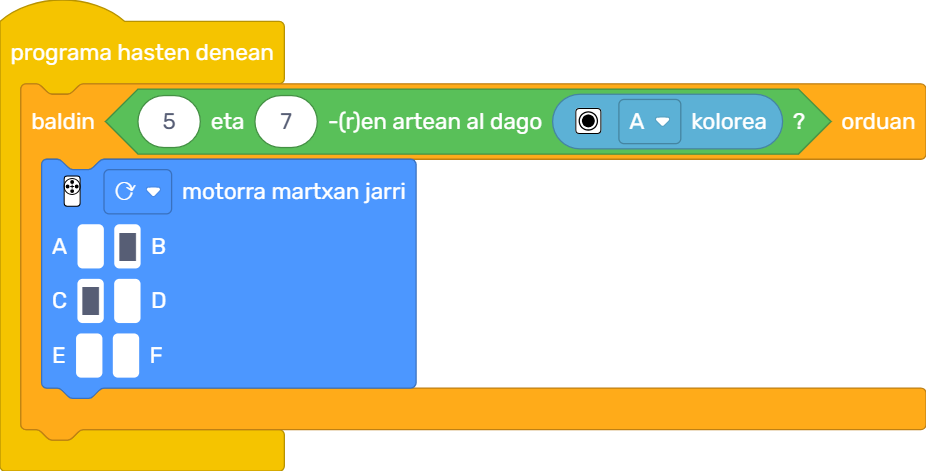 programa hasten denean
baldin 5 eta 7 -(r)en artean al dago A kolorea ? orduan
motorra martxan jarri
A B
C D
E F